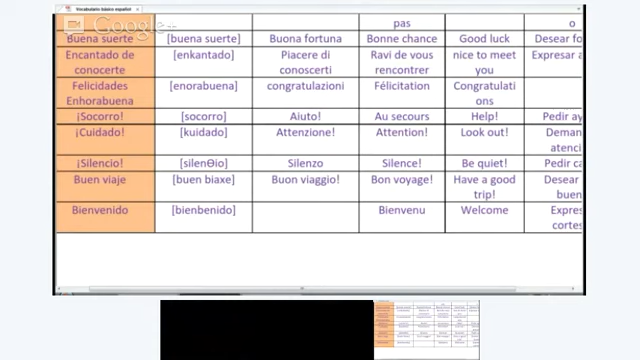 Vocabulario básico español
Google+
pas
o
Buena suerte [buena suerte] Buona fortuna Bonne chance Good luck Desear fo
Encantado de [enkantado] Piacere di Ravi de vous nice to meet Expresar a
conocerte conoscerti rencontrer you
Felicidades [enorabuena] congratulazioni Félicitation Congratulati
Enhorabuena ons
¡Socorro! [socorro] Aiuto! Au secours Help! Pedir ay
¡Cuidado! [kuidado] Attenzione! Attention! Look out! Deman
atenci
¡Silencio! [silenƟio] Silenzo Silence! Be quiet! Pedir ca
Buen viaje [buen biaxe] Buon viaggio! Bon voyage! Have a good Desear
trip! buen
Bienvenido [bienbenido] Bienvenu Welcome Expres
cortes